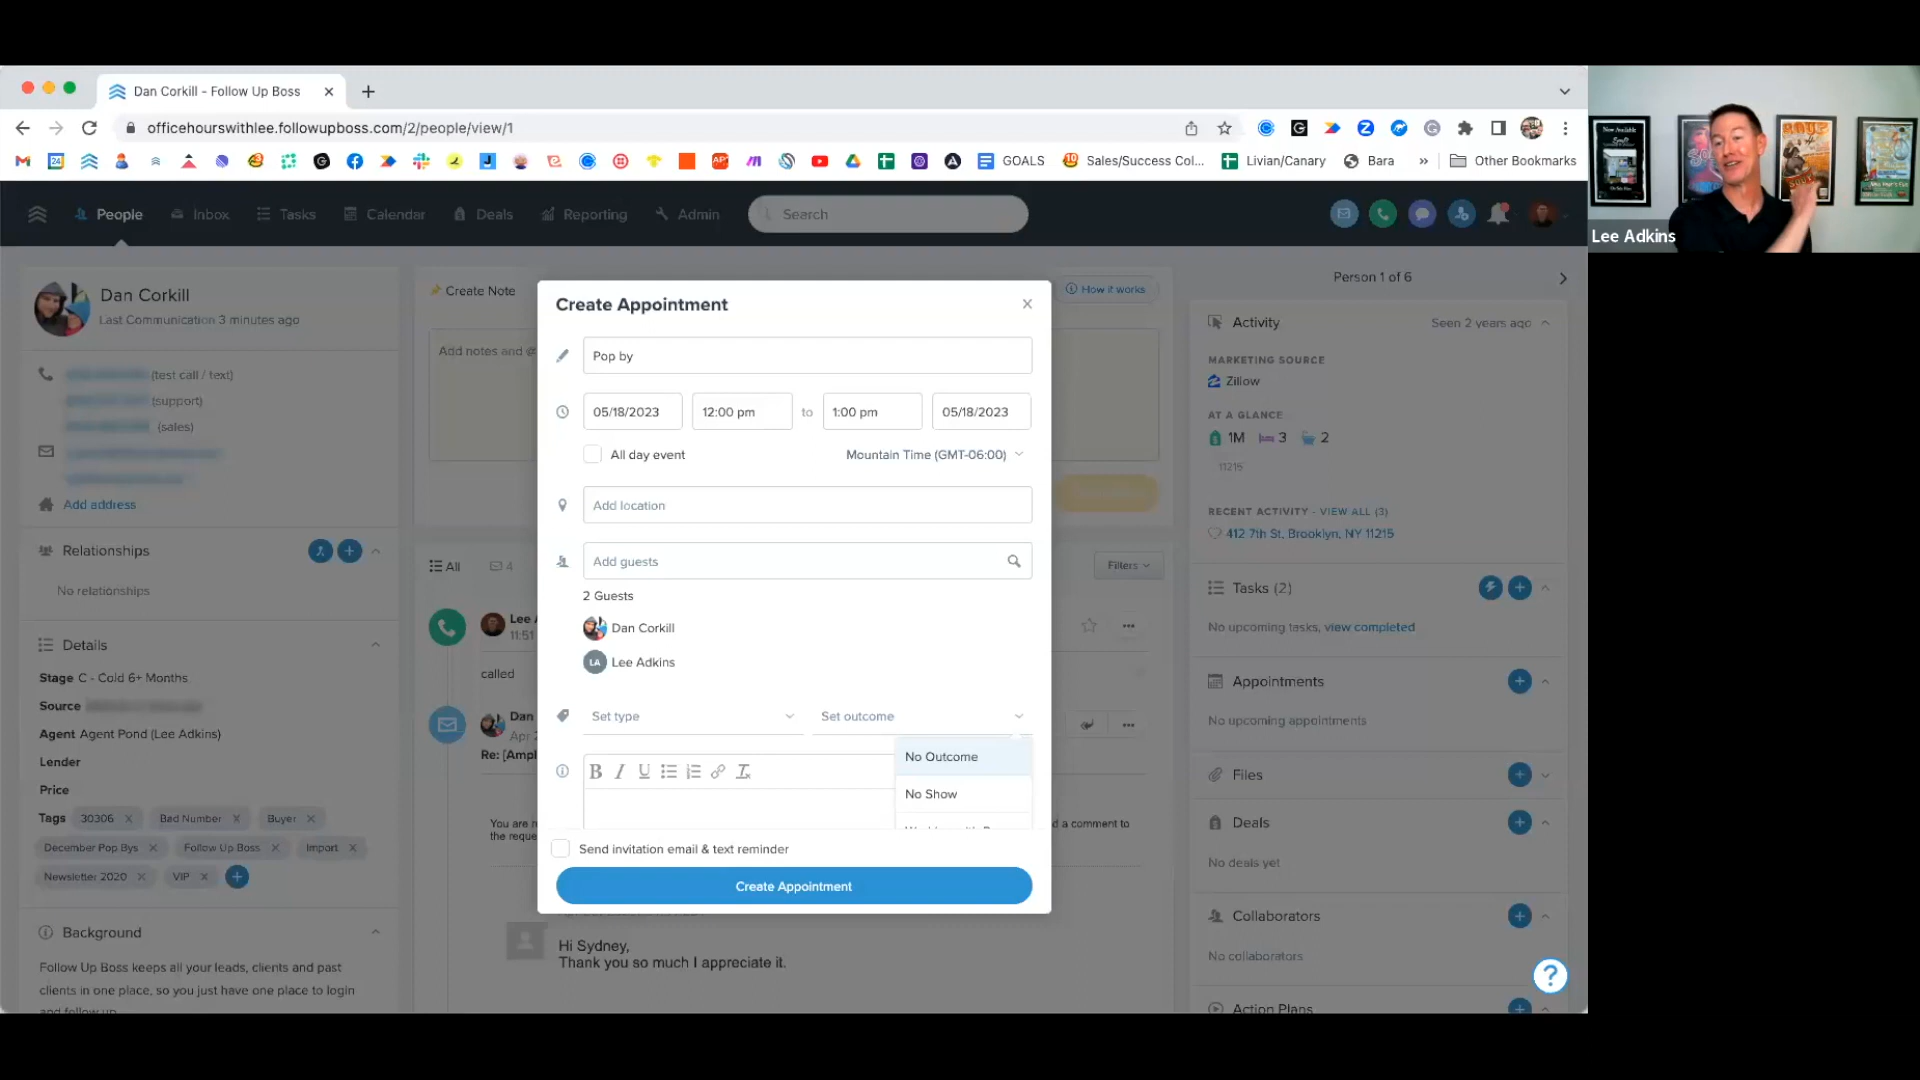 Dan Corkill - Follow Up Boss
officehourswithlee.followupboss.com/2/people/view/1
GOALS
Sales/Success Col...
Livian/Canary
Bara
»
Other Bookmarks
People
Inbox
Tasks
Calendar
Deals
Reporting
Admin
Search
Lee Adkins
Dan Corkill
Last Communication 3 minutes ago
(test call / text)
(support)
(sales)
Add address
Relationships
No relationships
Details
Stage C - Cold 6+ Months
Source
Agent Agent Pond (Lee Adkins)
Lender
Price
Tags 30306 Bad Number Buyer
December Pop Bys Follow Up Boss Import
Newsletter 2020 VIP
Background
Follow Up Boss keeps all your leads, clients and past
clients in one place, so you just have one place to login
and follow up
Create Note
How it works
Add notes and @
All
4
Filters
Lee
11:51
called
Dan
Apr 2
Re: [Ampl
You are r
the reque
d a comment to
Hi Sydney,
Thank you so much I appreciate it.
Create Appointment
Pop by
05/18/2023 12:00 pm to 1:00 pm 05/18/2023
All day event
Mountain Time (GMT-06:00)
Add location
Add guests
2 Guests
Dan Corkill
LA Lee Adkins
Set type
Set outcome
No Outcome
No Show
B I U
Send invitation email & text reminder
Create Appointment
Person 1 of 6
Activity
Seen 2 years ago
MARKETING SOURCE
Zillow
AT A GLANCE
1M 3 2
11215
RECENT ACTIVITY - VIEW ALL (3)
412 7th St, Brooklyn, NY 11215
Tasks (2)
No upcoming tasks, view completed
Appointments
No upcoming appointments
Files
Deals
No deals yet
Collaborators
No collaborators
Action Plans
?